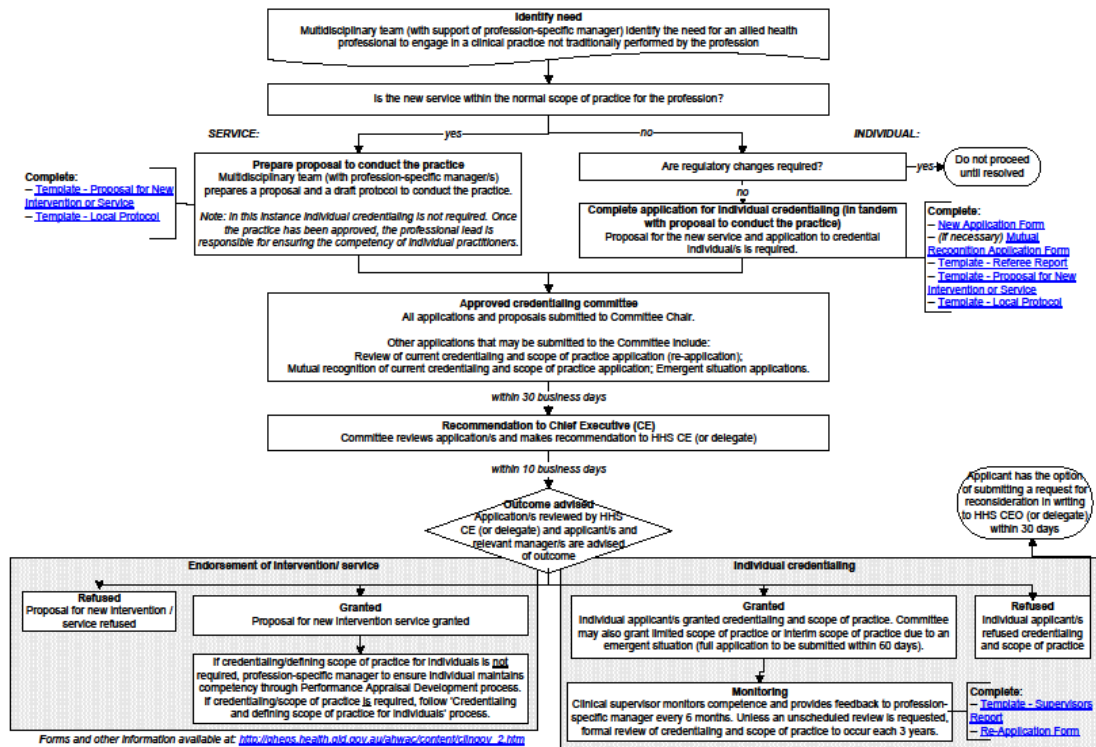 Identify need
Multidisciplinary team (with support of profession-specific manager) identify the need for an allied health
professional to engage in a clinical practice not traditionally performed by the profession
Is the new service within the normal scope of practice for the profession?
SERVICE:
yes
no
INDIVIDUAL:
Complete:
– Template - Proposal for New
Intervention or Service
– Template - Local Protocol
Prepare proposal to conduct the practice
Multidisciplinary team (with profession-specific manager/s)
prepares a proposal and a draft protocol to conduct the practice.
Note: In this instance individual credentialing is not required. Once
the practice has been approved, the professional lead is
responsible for ensuring the competency of individual practitioners.
Are regulatory changes required?
yes
Do not proceed
until resolved
no
Complete application for individual credentialing (in tandem
with proposal to conduct the practice)
Proposal for the new service and application to credential
individual/s is required.
Complete:
– New Application Form
– (if necessary) Mutual
Recognition Application Form
– Template - Referee Report
– Template - Proposal for New
Intervention or Service
– Template - Local Protocol
Approved credentialing committee
All applications and proposals submitted to Committee Chair.
Other applications that may be submitted to the Committee include:
Review of current credentialing and scope of practice application (re-application);
Mutual recognition of current credentialing and scope of practice application; Emergent situation applications.
within 30 business days
Recommendation to Chief Executive (CE)
Committee reviews application/s and makes recommendation to HHS CE (or delegate)
within 10 business days
Outcome advised
Application/s reviewed by HHS
CE (or delegate) and applicant/s and
relevant manager/s are advised
of outcome
Applicant has the option
of submitting a request for
reconsideration in writing
to HHS CEO (or delegate)
within 30 days
Endorsement of intervention/ service
Refused
Proposal for new intervention /
service refused
Granted
Proposal for new intervention service granted
If credentialing/defining scope of practice for individuals is not
required, profession-specific manager to ensure individual maintains
competency through Performance Appraisal Development process.
If credentialing/scope of practice is required, follow 'Credentialing
and defining scope of practice for individuals' process.
Individual credentialing
Granted
Individual applicant/s granted credentialing and scope of practice. Committee
may also grant limited scope of practice or interim scope of practice due to an
emergent situation (full application to be submitted within 60 days).
Refused
Individual applicant/s
refused credentialing
and scope of practice
Monitoring
Clinical supervisor monitors competence and provides feedback to profession-
specific manager every 6 months. Unless an unscheduled review is requested,
formal review of credentialing and scope of practice to occur each 3 years.
Complete:
– Template - Supervisors
Report
– Re-Application Form
Forms and other information available at: http://qheps.health.qld.gov.au/ahwac/content/clingov_2.htm